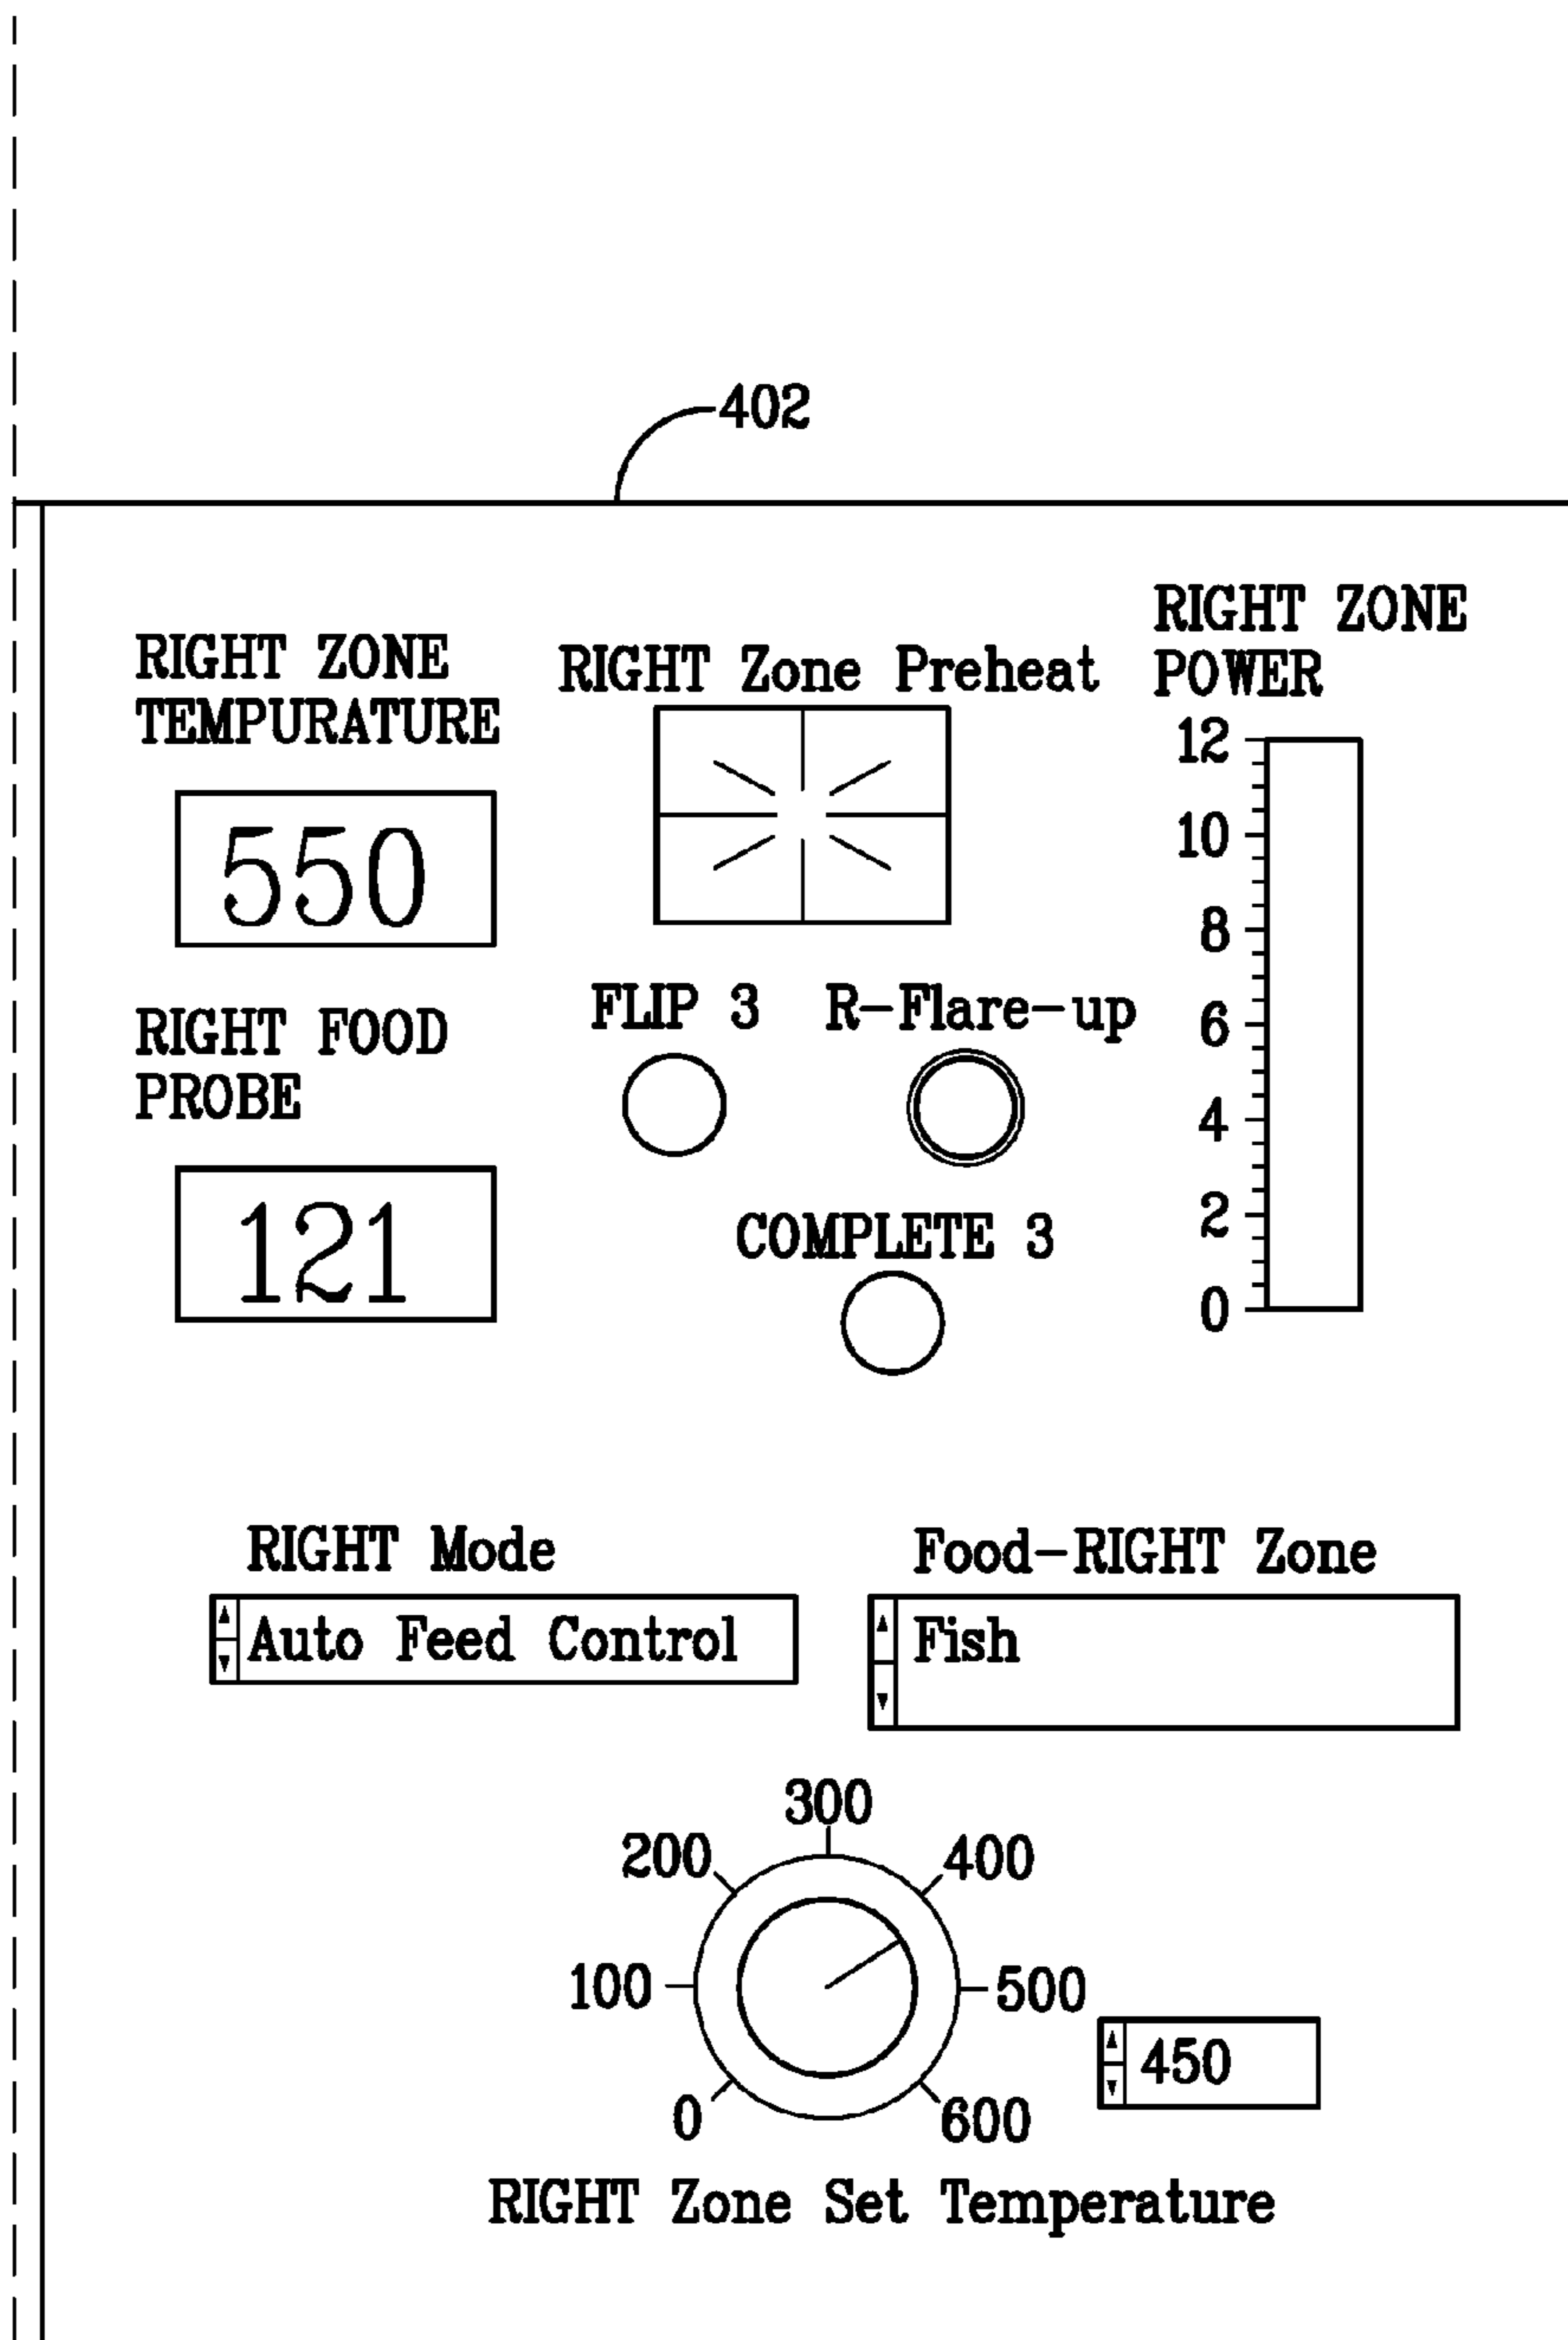 402
RIGHT ZONE
TEMPURATURE
550
RIGHT FOOD
PROBE
121
RIGHT Zone Preheat
FLIP 3
R-Flare-up
COMPLETE 3
RIGHT ZONE
POWER
12
10
8
6
4
2
0
RIGHT Mode
Auto Feed Control
Food-RIGHT Zone
Fish
300
200
400
100
500
0
600
450
RIGHT Zone Set Temperature